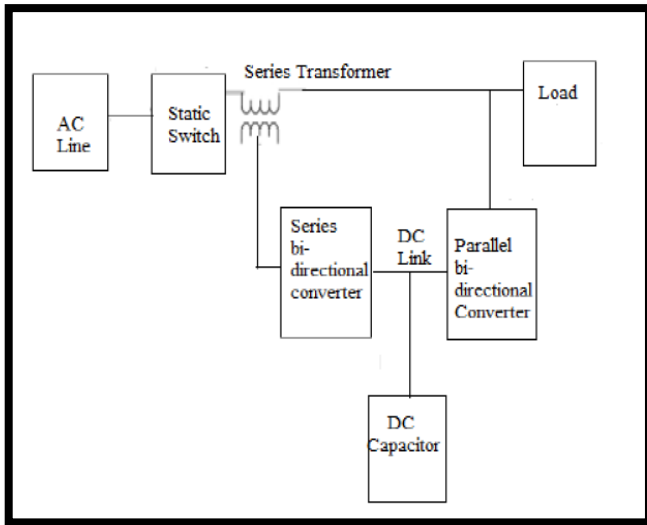 Series Transformer
AC
Line
Static
Switch
Load
Series
bi-
directional
converter
DC
Link
Parallel
bi-
directional
Converter
DC
Capacitor